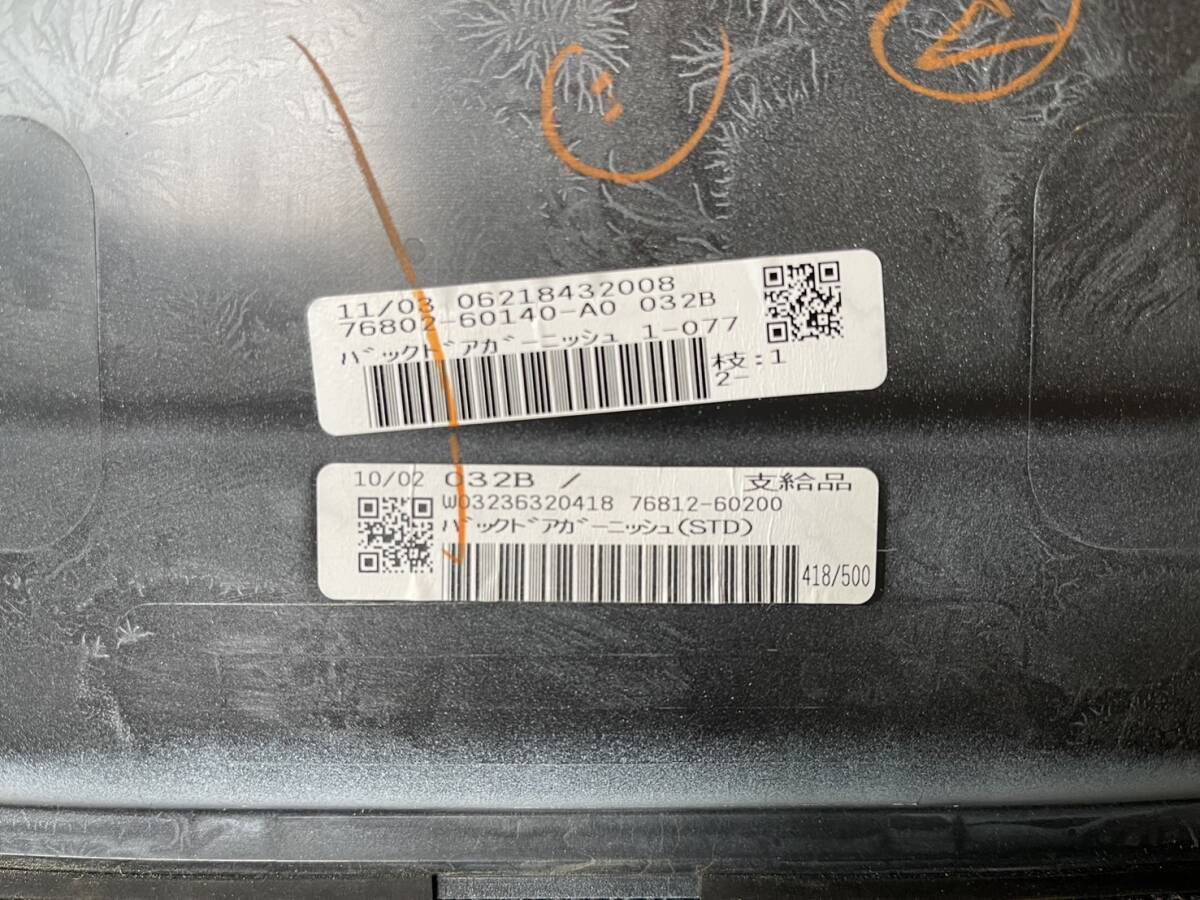 11/03 06218432008
76802-60140-A0 032B
バックドアガーニッシュ 1-077
枝:1
2-
10/02 032B / 支給品
W03236320418 76812-60200
バックドアガーニッシュ(STD)
418/500